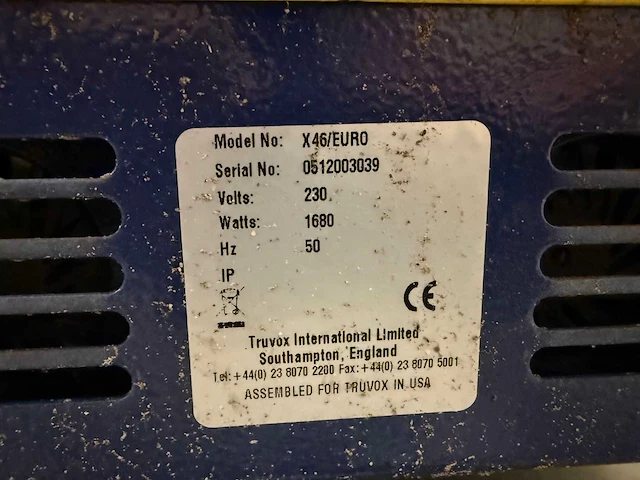 Model No: X46/EURO
Serial No: 0512003039
Volts: 230
Watts: 1680
Hz 50
IP
CE
Truvox International Limited
Southampton, England
Tel:+44(0) 23 8070 2200 Fax:+44(0) 23 8070 5001
ASSEMBLED FOR TRUVOX IN USA